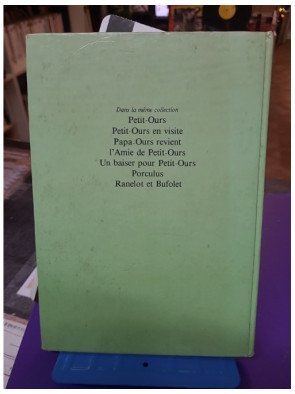 Dans la même collection
Petit-Ours
Petit-Ours en visite
Papa-Ours revient
l'Amie de Petit-Ours
Un baiser pour Petit-Ours
Porculus
Ranelot et Bufolet